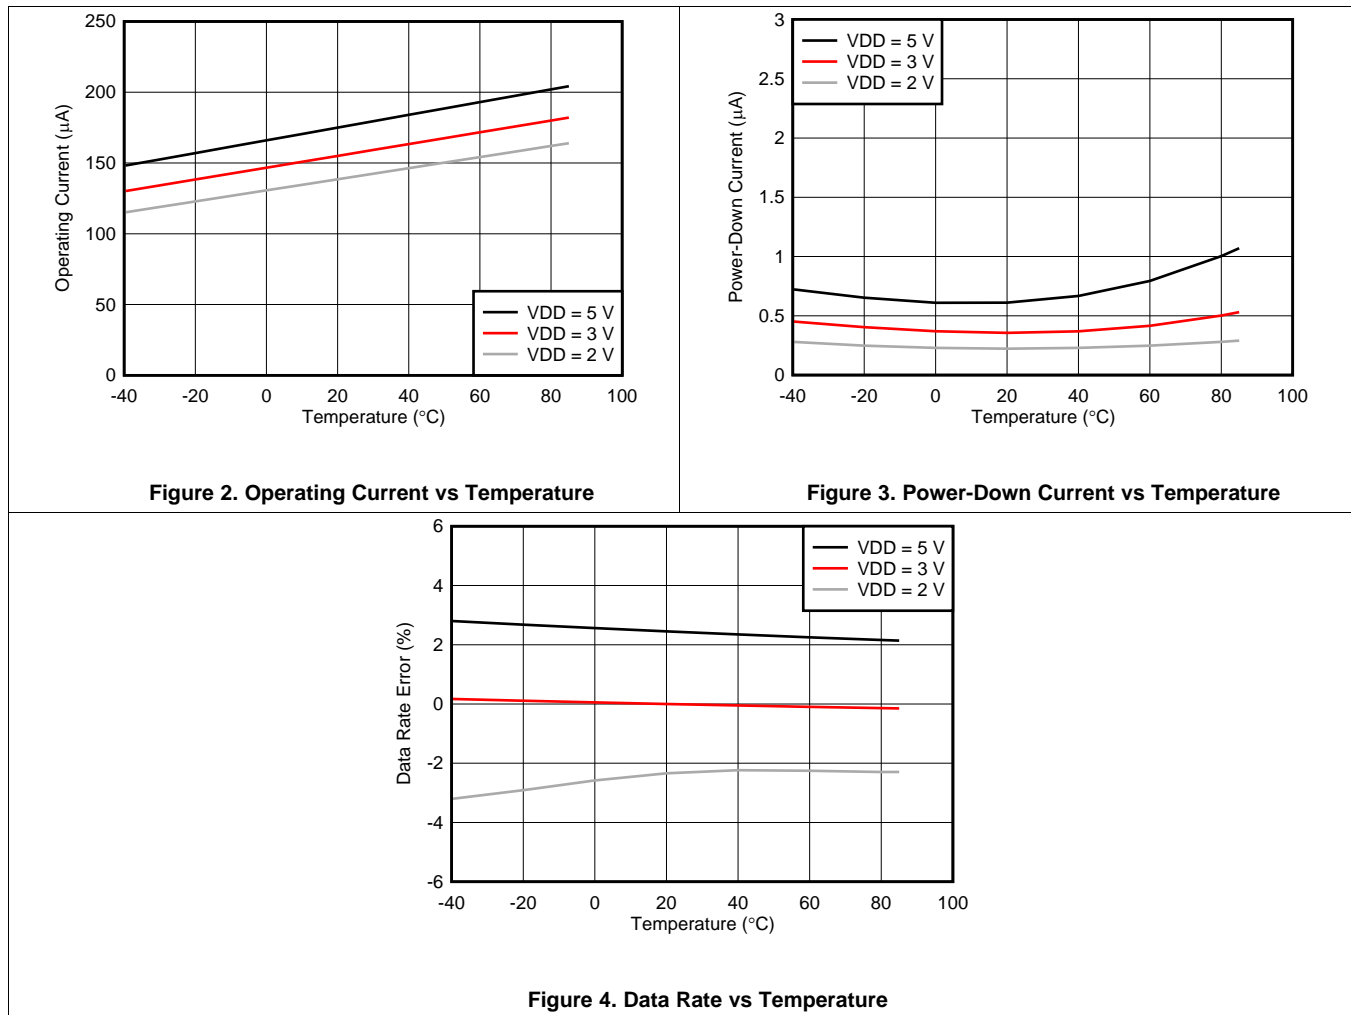 250
200
150
100
50
0
Operating Current (μA)
-40 -20 0 20 40 60 80 100
Temperature (°C)
VDD = 5 V
VDD = 3 V
VDD = 2 V
Figure 2. Operating Current vs Temperature
3
2.5
2
1.5
1
0.5
0
Power-Down Current (μA)
-40 -20 0 20 40 60 80 100
Temperature (°C)
VDD = 5 V
VDD = 3 V
VDD = 2 V
Figure 3. Power-Down Current vs Temperature
6
4
2
0
-2
-4
-6
Data Rate Error (%)
-40 -20 0 20 40 60 80 100
Temperature (°C)
VDD = 5 V
VDD = 3 V
VDD = 2 V
Figure 4. Data Rate vs Temperature